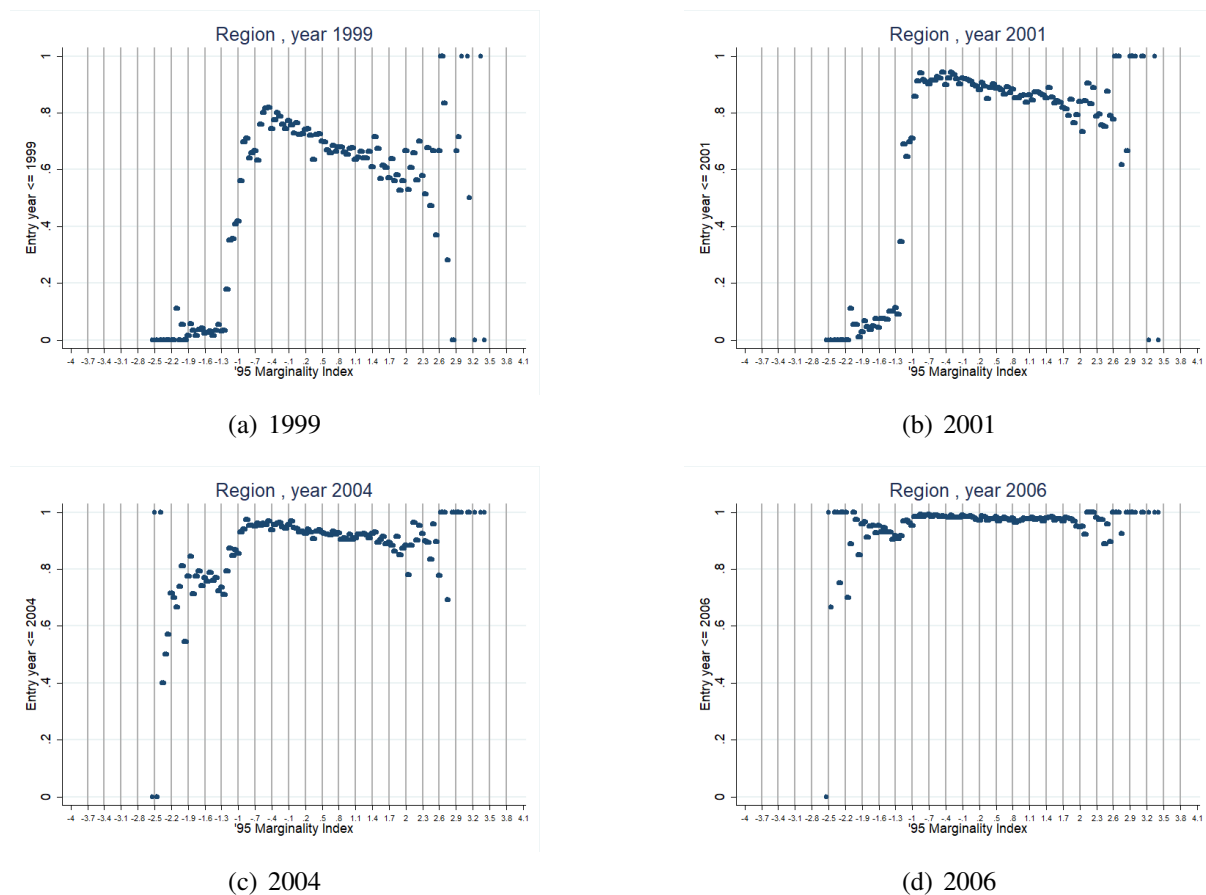 Region , year 1999
Entry year <= 1999
1
.8
.6
.4
.2
0
-4 -3.7 -3.4 -3.1 -2.8 -2.5 -2.2 -1.9 -1.6 -1.3 -1 -.7 -.4 -.1 .2 .5 .8 1.1 1.4 1.7 2 2.3 2.6 2.9 3.2 3.5 3.8 4.1
'95 Marginality Index
(a) 1999
Region , year 2001
Entry year <= 2001
1
.8
.6
.4
.2
0
-4 -3.7 -3.4 -3.1 -2.8 -2.5 -2.2 -1.9 -1.6 -1.3 -1 -.7 -.4 -.1 .2 .5 .8 1.1 1.4 1.7 2 2.3 2.6 2.9 3.2 3.5 3.8 4.1
'95 Marginality Index
(b) 2001
Region , year 2004
Entry year <= 2004
1
.8
.6
.4
.2
0
-4 -3.7 -3.4 -3.1 -2.8 -2.5 -2.2 -1.9 -1.6 -1.3 -1 -.7 -.4 -.1 .2 .5 .8 1.1 1.4 1.7 2 2.3 2.6 2.9 3.2 3.5 3.8 4.1
'95 Marginality Index
(c) 2004
Region , year 2006
Entry year <= 2006
1
.8
.6
.4
.2
0
-4 -3.7 -3.4 -3.1 -2.8 -2.5 -2.2 -1.9 -1.6 -1.3 -1 -.7 -.4 -.1 .2 .5 .8 1.1 1.4 1.7 2 2.3 2.6 2.9 3.2 3.5 3.8 4.1
'95 Marginality Index
(d) 2006